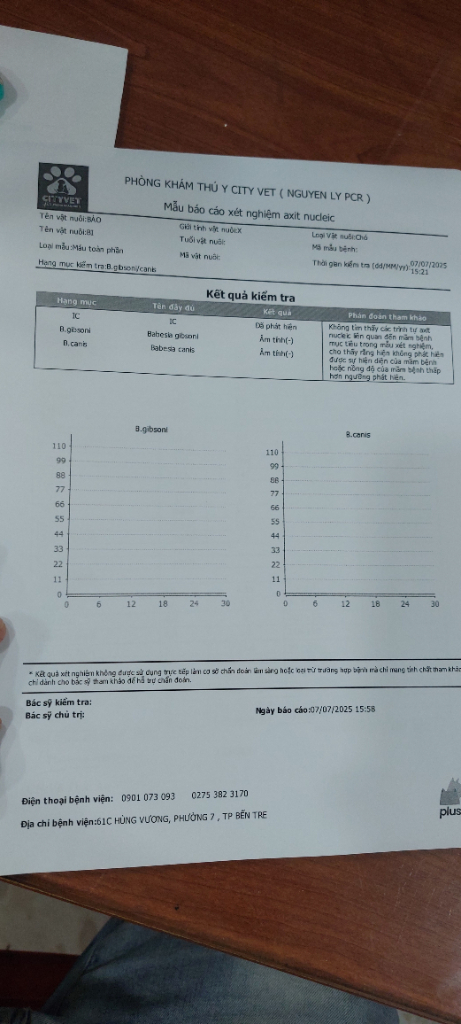 CITYVET
PHÒNG KHÁM THÚ Y CITY VET ( NGUYEN LY PCR )
Mẫu báo cáo xét nghiệm axit nucleic
Tên vật nuôi:BẢO
Giới tính vật nuôi:X
Loại Vật nuôi:Chó
Tên vật nuôi:BI
Tuổi vật nuôi:
Mã mẫu bệnh:
Loại mẫu:Máu toàn phần
Mã vật nuôi:
Thời gian kiểm tra (dd/MM/yy):07/07/2025
15:21
Hạng mục kiểm tra:B.gibsoni/canis
Kết quả kiểm tra
Hạng mục Tên đầy đủ Kết quả Phán đoán tham khảo
IC IC Đã phát hiện
B.gibsoni Babesia gibsoni Âm tính(-)
B.canis Babesia canis Âm tính(-)
Không tìm thấy các trình tự axit
nucleic liên quan đến mầm bệnh
mục tiêu trong mẫu xét nghiệm,
cho thấy rằng hiện không phát hiện
được sự hiện diện của mầm bệnh
hoặc nồng độ của mầm bệnh thấp
hơn ngưỡng phát hiện.
B.gibsoni
110
99
88
77
66
55
44
33
22
11
0
0 6 12 18 24 30
B.canis
110
99
88
77
66
55
44
33
22
11
0
0 6 12 18 24 30
* Kết quả xét nghiệm không được sử dụng trực tiếp làm cơ sở chẩn đoán lâm sàng hoặc loại trừ trường hợp bệnh mà chỉ mang tính chất tham khảo
chỉ dành cho bác sỹ tham khảo để hỗ trợ chẩn đoán.
Bác sỹ kiểm tra:
Bác sỹ chủ trị:
Ngày báo cáo:07/07/2025 15:58
Điện thoại bệnh viện: 0901 073 093 0275 382 3170
Địa chỉ bệnh viện:61C HÙNG VƯƠNG, PHƯỜNG 7 , TP BẾN TRE
plus